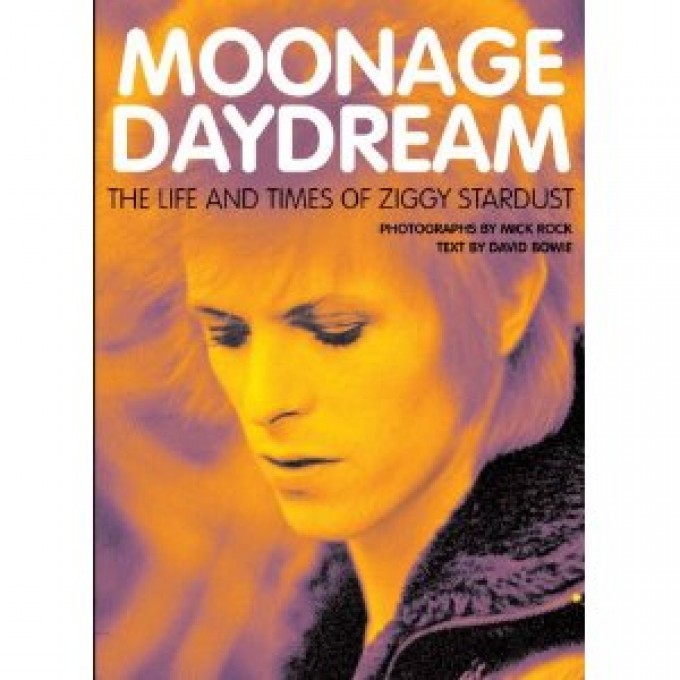 MOONAGE
DAYDREAM
THE LIFE AND TIMES OF ZIGGY STARDUST
PHOTOGRAPHS BY MICK ROCK
TEXT BY DAVID BOWIE